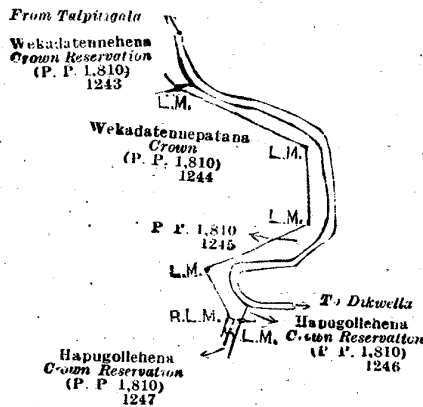 From Talpitigala
Wekadatennehena
Crown Reservation
(P. P. 1,810)
1243
L.M.
Wekadatennepatana
Crown
(P. P. 1,810)
1244
L.M.
L.M.
P. P. 1,810
1245
L.M.
To Dikwella
R.L.M.
L.M.
Hapugollehena
Crown Reservation
(P. P. 1,810)
1246
Hapugollehena
Crown Reservation
(P. P. 1,810)
1247